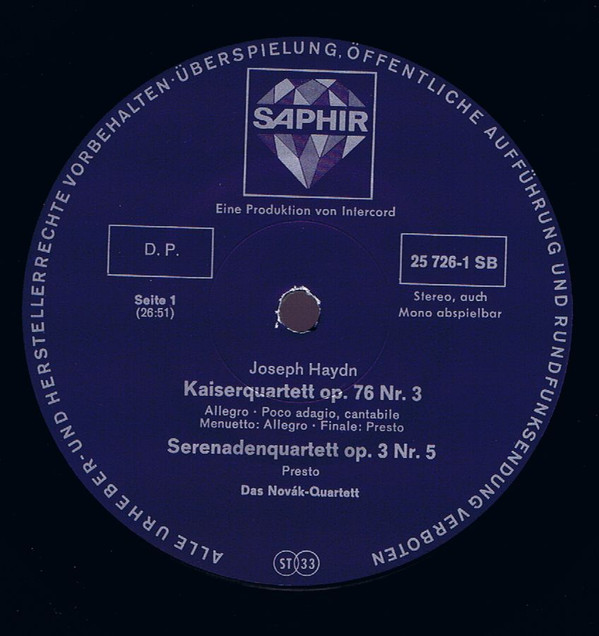 ALLE URHEBER- UND HERSTELLERRECHTE VORBEHALTEN · ÜBERSPIELUNG, ÖFFENTLICHE AUFFÜHRUNG UND RUNDFUNKSENDUNG VERBOTEN
SAPHIR
Eine Produktion von Intercord
D. P.
25 726-1 SB
Seite 1
(26:51)
Stereo, auch
Mono abspielbar
Joseph Haydn
Kaiserquartett op. 76 Nr. 3
Allegro · Poco adagio, cantabile
Menuetto: Allegro · Finale: Presto
Serenadenquartett op. 3 Nr. 5
Presto
Das Novák-Quartett
ST 33